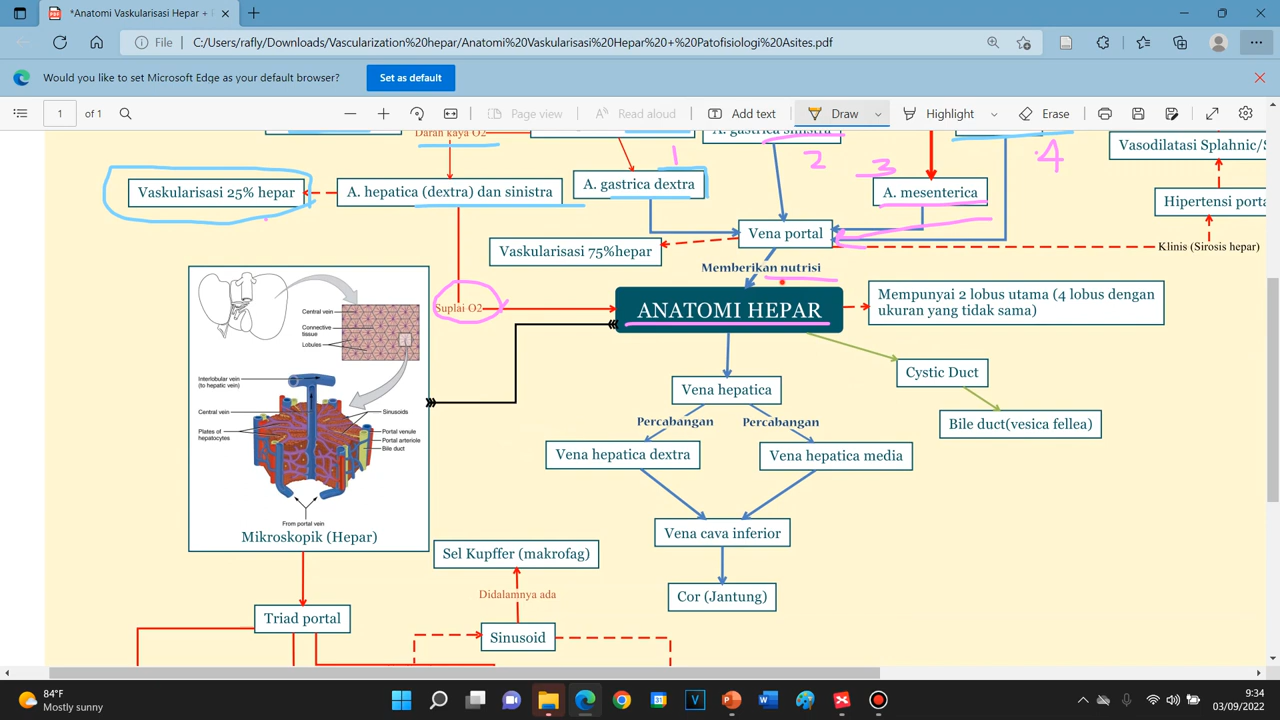 *Anatomi Vaskularisasi Hepar +
File
C:/Users/rafly/Downloads/Vascularization%20hepar/Anatomi%20Vaskularisasi%20Hepar%20+%20Patofisiologi%20Asites.pdf
Would you like to set Microsoft Edge as your default browser?
Set as default
1
of 1
Page view
Read aloud
Add text
Draw
Highlight
Erase
Daran kaya O2
A. gastrica sinistra
1
2
3
4
Vasodilatasi Splahnic/S
Vaskularisasi 25% hepar
A. hepatica (dextra) dan sinistra
A. gastrica dextra
A. mesenterica
Hipertensi porta
Vena portal
Vaskularisasi 75%hepar
Klinis (Sirosis hepar)
Memberikan nutrisi
Suplai O2
ANATOMI HEPAR
Mempunyai 2 lobus utama (4 lobus dengan
ukuran yang tidak sama)
Central vein
Connective
tissue
Lobules
Interlobular vein
(to hepatic vein)
Central vein
Sinusoids
Plates of
hepatocytes
Portal venule
Portal arteriole
Bile duct
From portal vein
Mikroskopik (Hepar)
Vena hepatica
Cystic Duct
Percabangan
Percabangan
Bile duct(vesica fellea)
Vena hepatica dextra
Vena hepatica media
Vena cava inferior
Sel Kupffer (makrofag)
Didalamnya ada
Cor (Jantung)
Triad portal
Sinusoid
84°F
Mostly sunny
9:34
03/09/2022